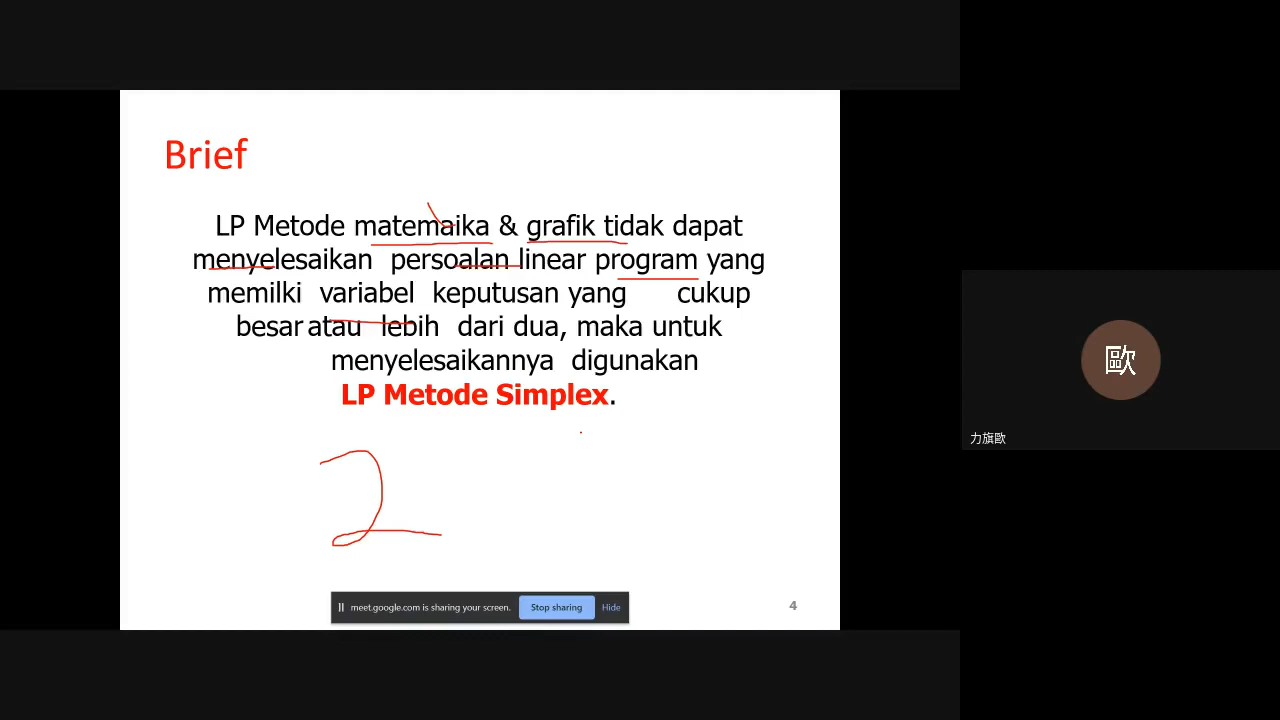 Brief
LP Metode matemaika & grafik tidak dapat
menyelesaikan persoalan linear program yang
memilki variabel keputusan yang cukup
besar atau lebih dari dua, maka untuk
menyelesaikannya digunakan
LP Metode Simplex.
2
meet.google.com is sharing your screen. Stop sharing Hide
4
歐
力旗歐